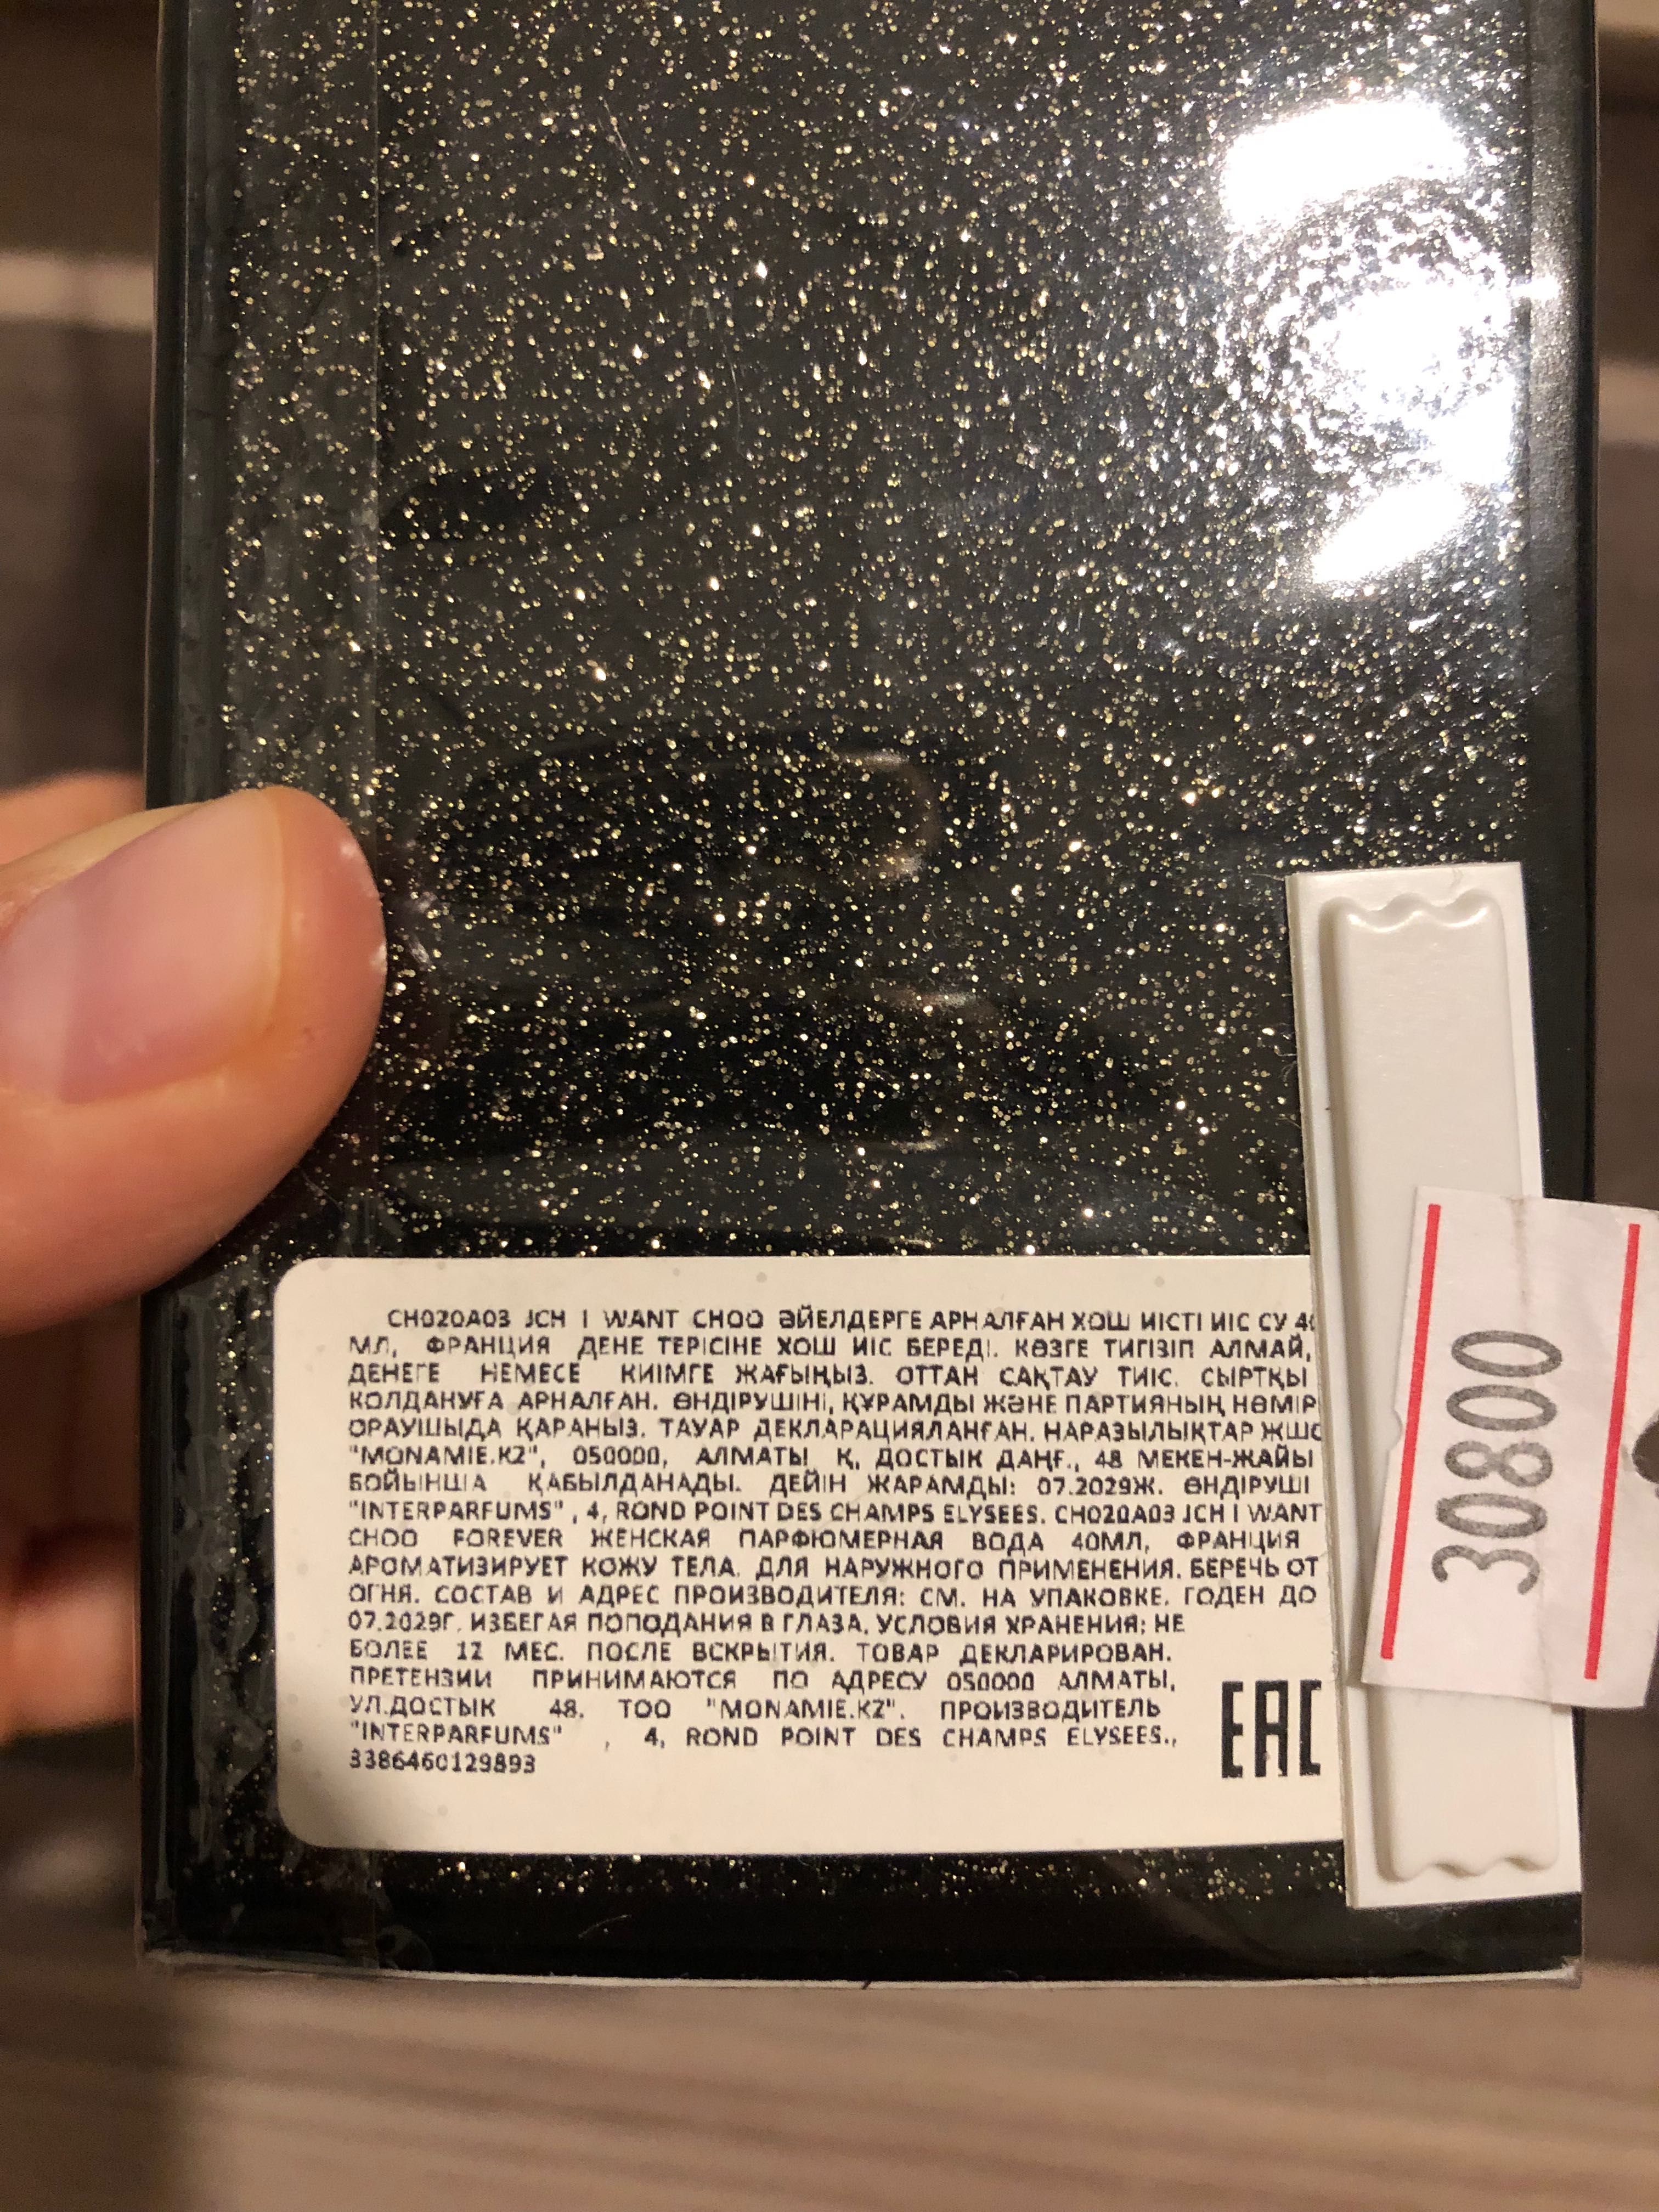 CH020A03 JCH I WANT CHOO ӘЙЕЛДЕРГЕ АРНАЛҒАН ХОШ ИІСТІ ИІС СУ
МЛ, ФРАНЦИЯ ДЕНЕ ТЕРІСІНЕ ХОШ ИІС БЕРЕДІ. КӨЗГЕ ТИГІЗІП АЛМАЙ,
ДЕНЕГЕ НЕМЕСЕ КИІМГЕ ЖАҒЫҢЫЗ. ОТТАН САҚТАУ ТИІС. СЫРТҚЫ
ҚОЛДАНУҒА АРНАЛҒАН. ӨНДІРУШІНІ, ҚҰРАМДЫ ЖӘНЕ ПАРТИЯНЫҢ НӨМІР
ОРАУШЫДА ҚАРАҢЫЗ. ТАУАР ДЕКЛАРАЦИЯЛАНҒАН. НАРАЗЫЛЫҚТАР ЖШС
"MONAMIE.KZ", 050000, АЛМАТЫ Қ, ДОСТЫК ДАҢҒ., 48 МЕКЕН-ЖАЙЫ
БОЙЫНША ҚАБЫЛДАНАДЫ. ДЕЙІН ЖАРАМДЫ: 07.2029Ж. ӨНДІРУШІ
"INTERPARFUMS" , 4, ROND POINT DES CHAMPS ELYSEES. CH020A03 JCH I WANT
CHOO FOREVER ЖЕНСКАЯ ПАРФЮМЕРНАЯ ВОДА 40МЛ, ФРАНЦИЯ
АРОМАТИЗИРУЕТ КОЖУ ТЕЛА. ДЛЯ НАРУЖНОГО ПРИМЕНЕНИЯ. БЕРЕЧЬ ОТ
ОГНЯ. СОСТАВ И АДРЕС ПРОИЗВОДИТЕЛЯ: СМ. НА УПАКОВКЕ. ГОДЕН ДО
07.2029Г. ИЗБЕГАЯ ПОПОДАНИЯ В ГЛАЗА. УСЛОВИЯ ХРАНЕНИЯ: НЕ
БОЛЕЕ 12 МЕС. ПОСЛЕ ВСКРЫТИЯ. ТОВАР ДЕКЛАРИРОВАН.
ПРЕТЕНЗИИ ПРИНИМАЮТСЯ ПО АДРЕСУ 050000 АЛМАТЫ,
УЛ.ДОСТЫК 48. ТОО "MONAMIE.KZ". ПРОИЗВОДИТЕЛЬ
"INTERPARFUMS" , 4, ROND POINT DES CHAMPS ELYSEES.,
3386460129893
EAC
30800